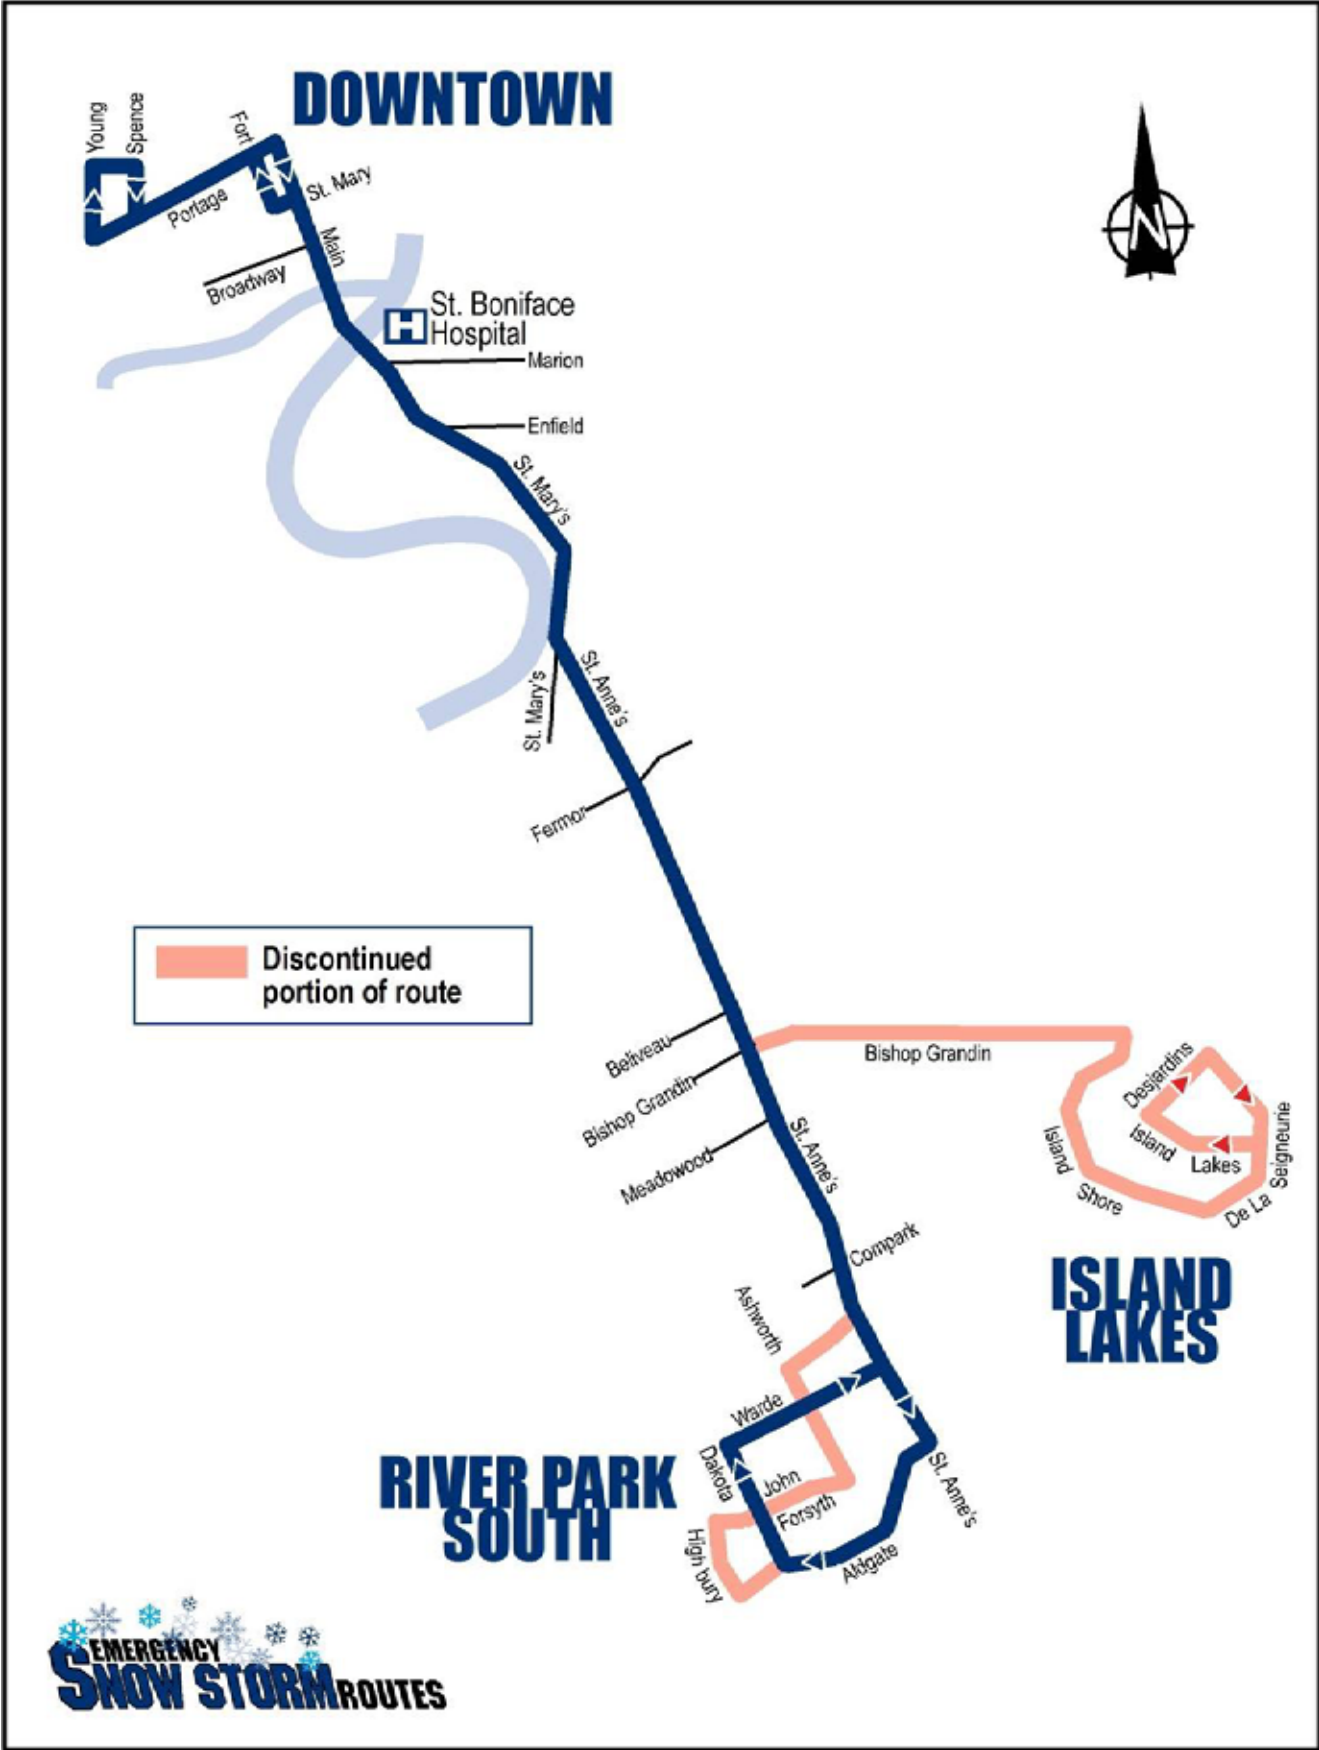 DOWNTOWN
Young
Spence
Fort
St. Mary
Portage
Main
Broadway
N
H
St. Boniface
Hospital
Marion
Enfield
St. Mary's
St. Anne's
St. Mary's
Fermor
Discontinued
portion of route
Beliveau
Bishop Grandin
Bishop Grandin
Meadowood
St. Anne's
Desjardins
Island
Lakes
Seigneurie
De La
Island
Shore
Compark
ISLAND
LAKES
Ashworth
Warde
Dakota
John
Forsyth
St. Anne's
RIVER PARK
SOUTH
High bury
Aldgate
EMERGENCY
SNOW STORM ROUTES